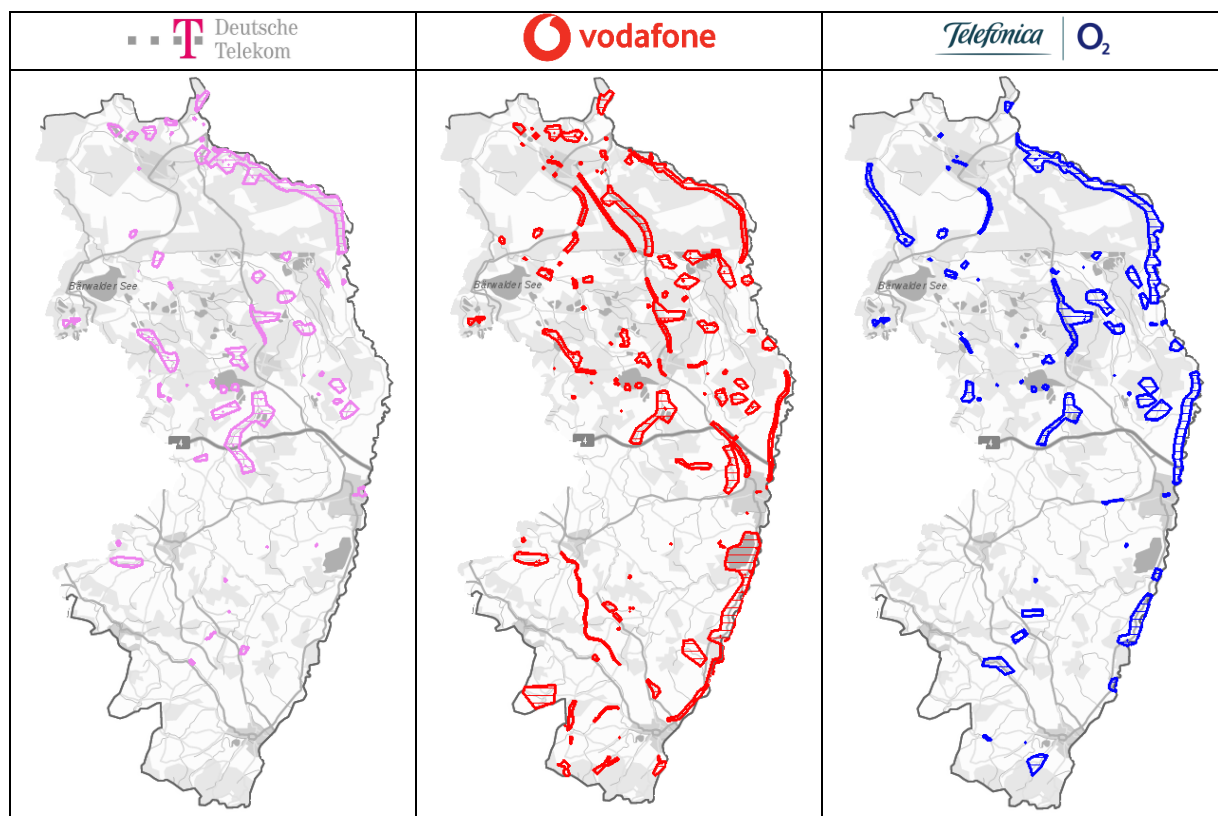 T Deutsche
Telekom
vodafone
Telefónica O2
Bärwalder See
Bärwalder See
Bärwalder See
4
4
4